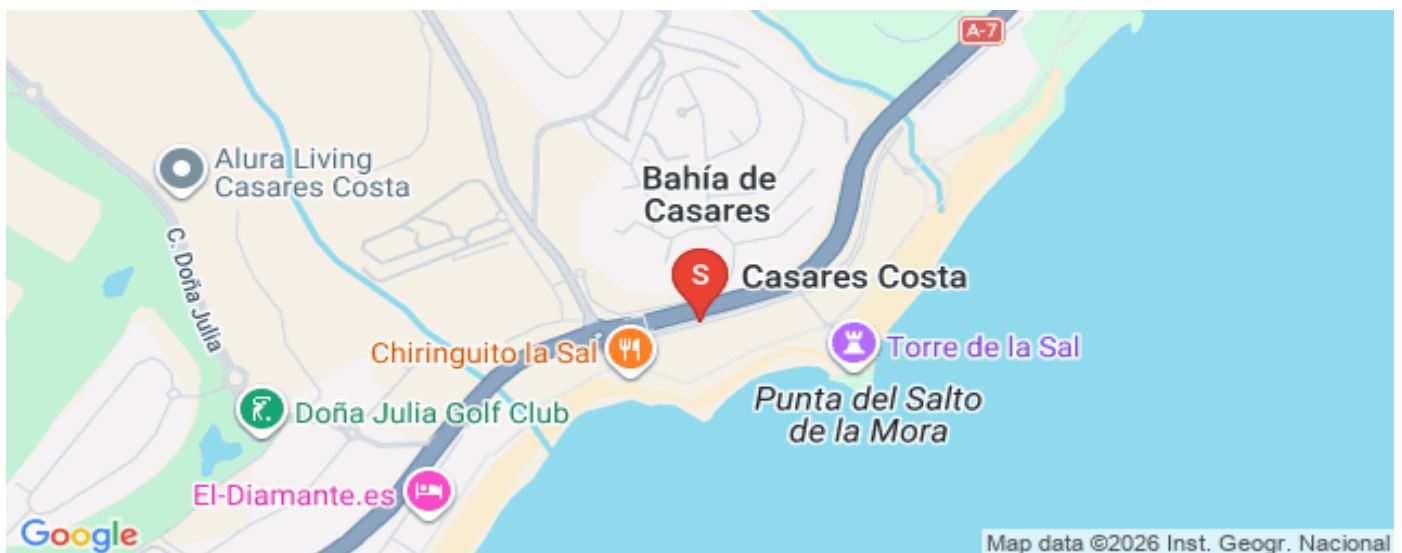 A-7
Alura Living
Casares Costa
Bahía de
Casares
C. Doña Julia
S
Casares Costa
Chiringuito la Sal
Torre de la Sal
Punta del Salto
de la Mora
Doña Julia Golf Club
El-Diamante.es
Google
Map data ©2026 Inst. Geogr. Nacional